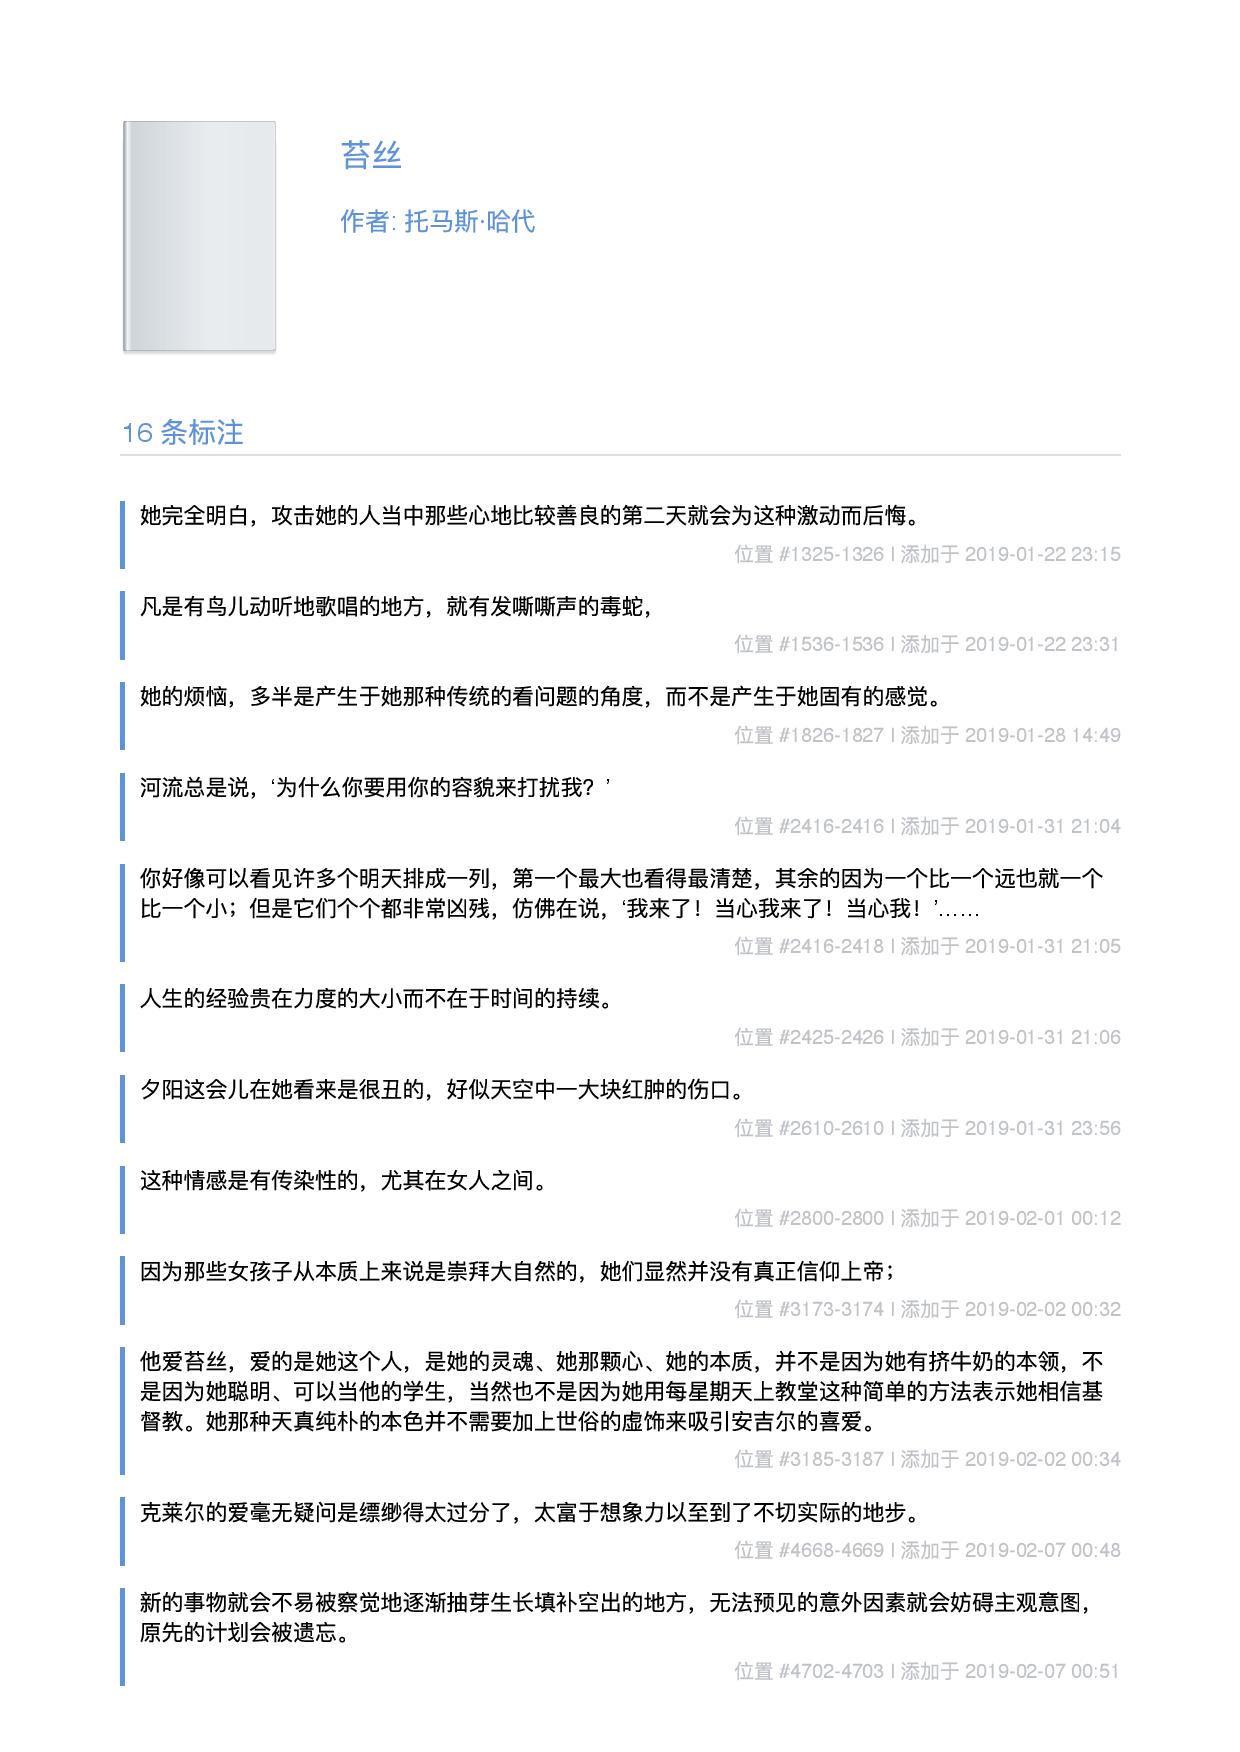 苔丝
作者: 托马斯·哈代
16 条标注
她完全明白，攻击她的人当中那些心地比较善良的第二天就会为这种激动而后悔。
位置 #1325-1326 | 添加于 2019-01-22 23:15
凡是有鸟儿动听地歌唱的地方，就有发嘶嘶声的毒蛇，
位置 #1536-1536 | 添加于 2019-01-22 23:31
她的烦恼，多半是产生于她那种传统的看问题的角度，而不是产生于她固有的感觉。
位置 #1826-1827 | 添加于 2019-01-28 14:49
河流总是说，‘为什么你要用你的容貌来打扰我？’
位置 #2416-2416 | 添加于 2019-01-31 21:04
你好像可以看见许多个明天排成一列，第一个最大也看得最清楚，其余的因为一个比一个远也就一个
比一个小；但是它们个个都非常凶残，仿佛在说，‘我来了！当心我来了！当心我！’……
位置 #2416-2418 | 添加于 2019-01-31 21:05
人生的经验贵在力度的大小而不在于时间的持续。
位置 #2425-2426 | 添加于 2019-01-31 21:06
夕阳这会儿在她看来是很丑的，好似天空中一大块红肿的伤口。
位置 #2610-2610 | 添加于 2019-01-31 23:56
这种情感是有传染性的，尤其在女人之间。
位置 #2800-2800 | 添加于 2019-02-01 00:12
因为那些女孩子从本质上来说是崇拜大自然的，她们显然并没有真正信仰上帝；
位置 #3173-3174 | 添加于 2019-02-02 00:32
他爱苔丝，爱的是她这个人，是她的灵魂、她那颗心、她的本质，并不是因为她有挤牛奶的本领，不
是因为她聪明、可以当他的学生，当然也不是因为她用每星期天上教堂这种简单的方法表示她相信基
督教。她那种天真纯朴的本色并不需要加上世俗的虚饰来吸引安吉尔的喜爱。
位置 #3185-3187 | 添加于 2019-02-02 00:34
克莱尔的爱毫无疑问是缥缈得太过分了，太富于想象力以至到了不切实际的地步。
位置 #4668-4669 | 添加于 2019-02-07 00:48
新的事物就会不易被察觉地逐渐抽芽生长填补空出的地方，无法预见的意外因素就会妨碍主观意图，
原先的计划会被遗忘。
位置 #4702-4703 | 添加于 2019-02-07 00:51